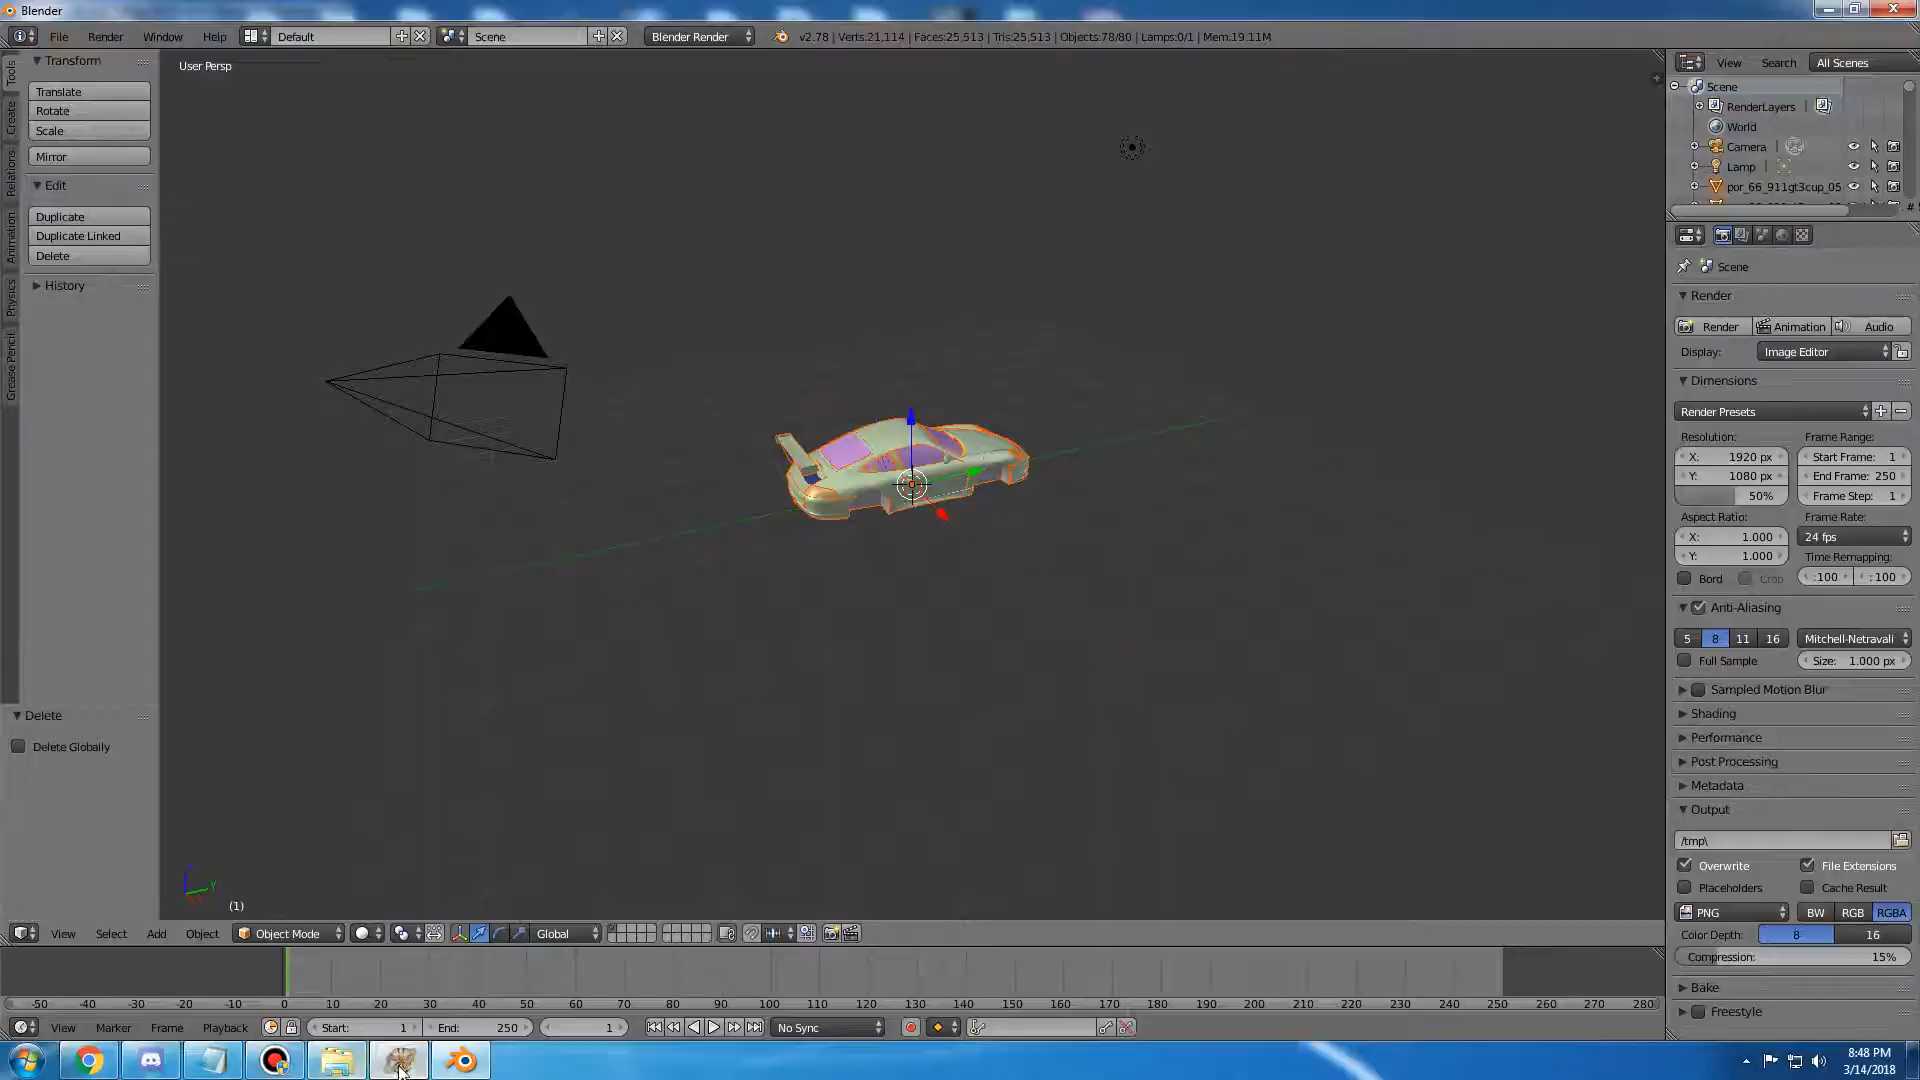 Blender
File Render Window Help Default Scene Blender Render v2.78 | Verts:21,114 | Faces:25,513 | Tris:25,513 | Objects:78/80 | Lamps:0/1 | Mem:19.11M
Tools
Create
Relations
Animation
Physics
Grease Pencil
Transform
Translate
Rotate
Scale
Mirror
Edit
Duplicate
Duplicate Linked
Delete
History
Delete
Delete Globally
User Persp
Y
(1)
View Search All Scenes
Scene
RenderLayers |
World
Camera |
Lamp |
por_66_911gt3cup_05
Scene
Render
Render Animation Audio
Display: Image Editor
Dimensions
Render Presets
Resolution: Frame Range:
X: 1920 px Start Frame: 1
Y: 1080 px End Frame: 250
50% Frame Step: 1
Aspect Ratio: Frame Rate:
X: 1.000 24 fps
Y: 1.000 Time Remapping:
Bord Crop :100 :100
Anti-Aliasing
5 8 11 16 Mitchell-Netravali
Full Sample Size: 1.000 px
Sampled Motion Blur
Shading
Performance
Post Processing
Metadata
Output
/tmp\
Overwrite File Extensions
Placeholders Cache Result
PNG BW RGB RGBA
Color Depth: 8 16
Compression: 15%
Bake
Freestyle
View Select Add Object Object Mode Global
-50 -40 -30 -20 -10 0 10 20 30 40 50 60 70 80 90 100 110 120 130 140 150 160 170 180 190 200 210 220 230 240 250 260 270 280
View Marker Frame Playback Start: 1 End: 250 1 No Sync
8:48 PM
3/14/2018